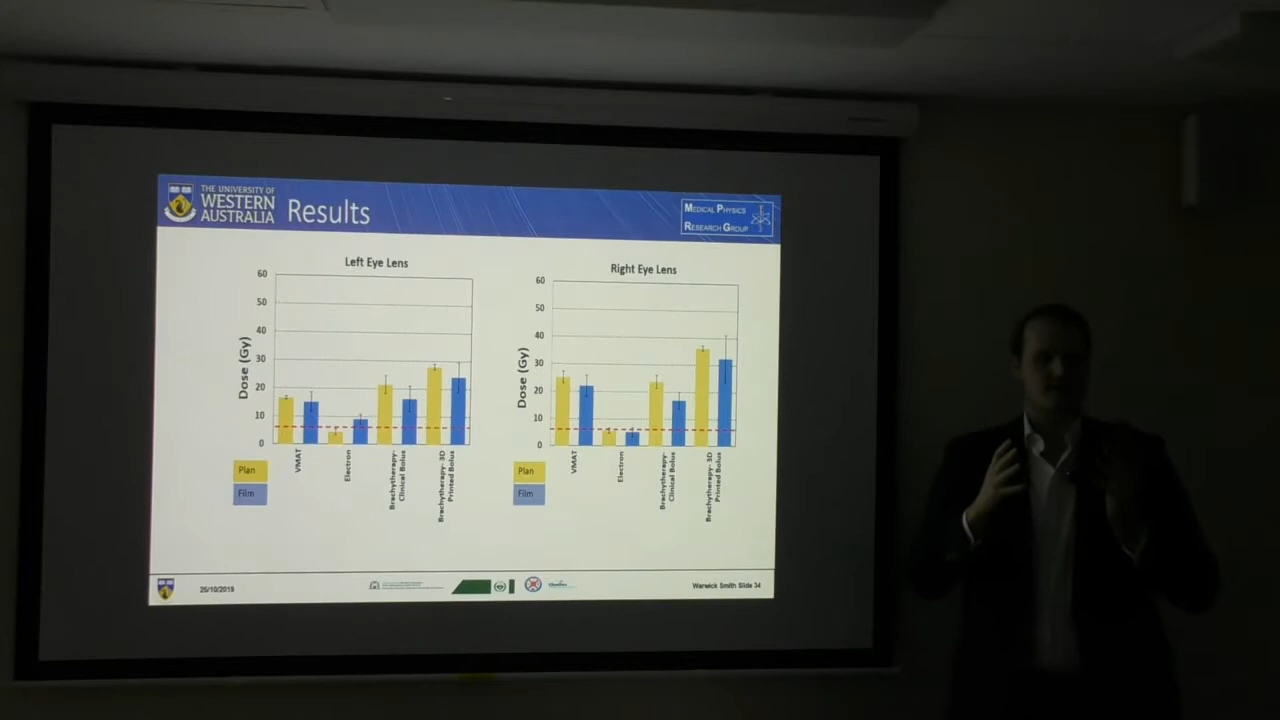 THE UNIVERSITY OF
WESTERN
AUSTRALIA
Results
MEDICAL PHYSICS
RESEARCH GROUP
Left Eye Lens
60
50
40
30
20
10
0
Dose (Gy)
VMAT
Electron
Brachytherapy-
Clinical Bolus
Brachytherapy- 3D
Printed Bolus
Plan
Film
Right Eye Lens
60
50
40
30
20
10
0
Dose (Gy)
VMAT
Electron
Brachytherapy-
Clinical Bolus
Brachytherapy- 3D
Printed Bolus
Plan
Film
25/10/2019
Warwick Smith Slide 34